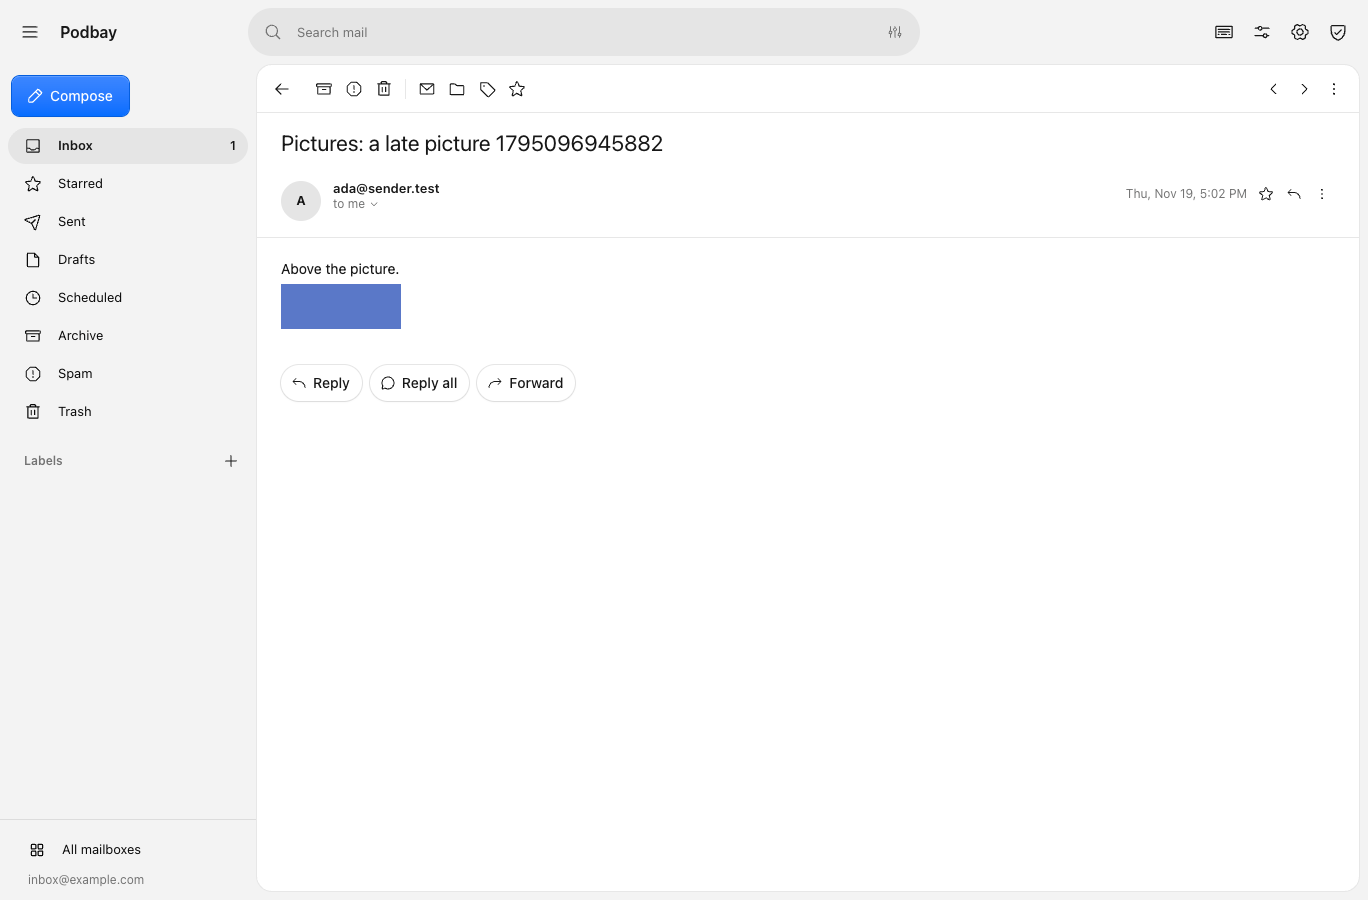 Podbay
Search mail
Compose
Inbox 1
Starred
Sent
Drafts
Scheduled
Archive
Spam
Trash
Labels
All mailboxes
inbox@example.com
Pictures: a late picture 1795096945882
A
ada@sender.test
to me
Thu, Nov 19, 5:02 PM
Above the picture.
Reply
Reply all
Forward